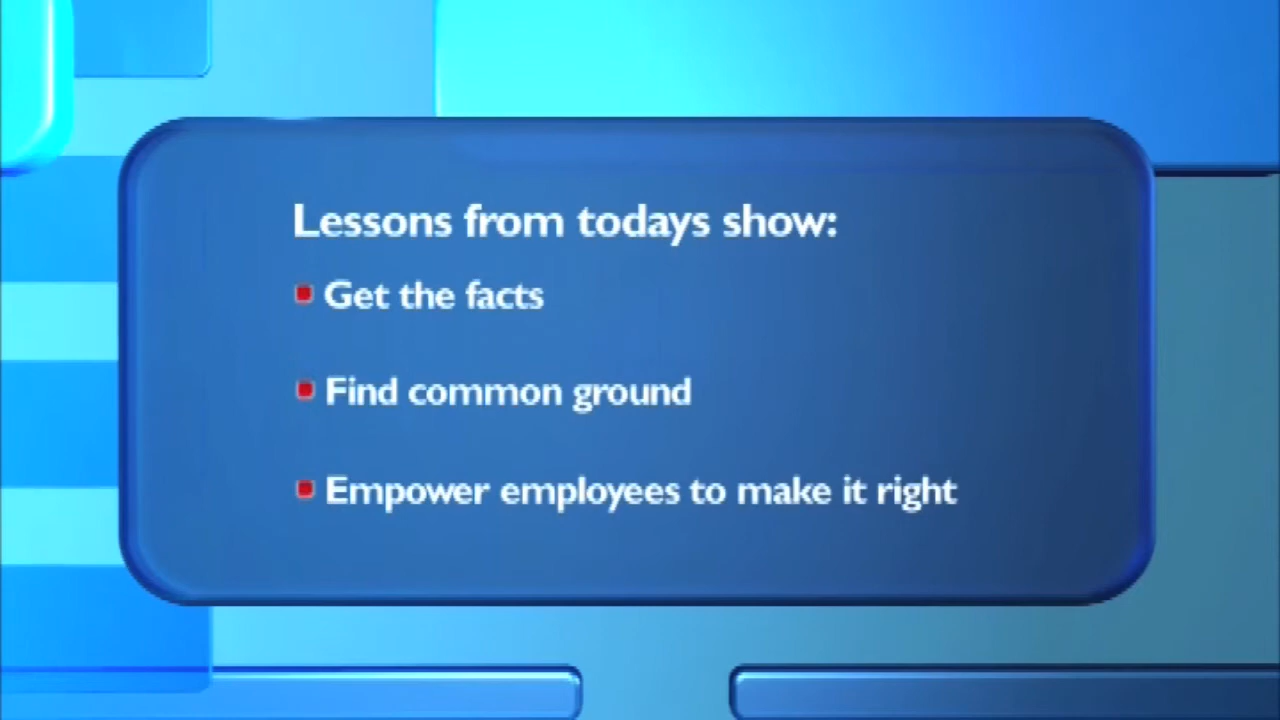 Lessons from todays show:
Get the facts
Find common ground
Empower employees to make it right